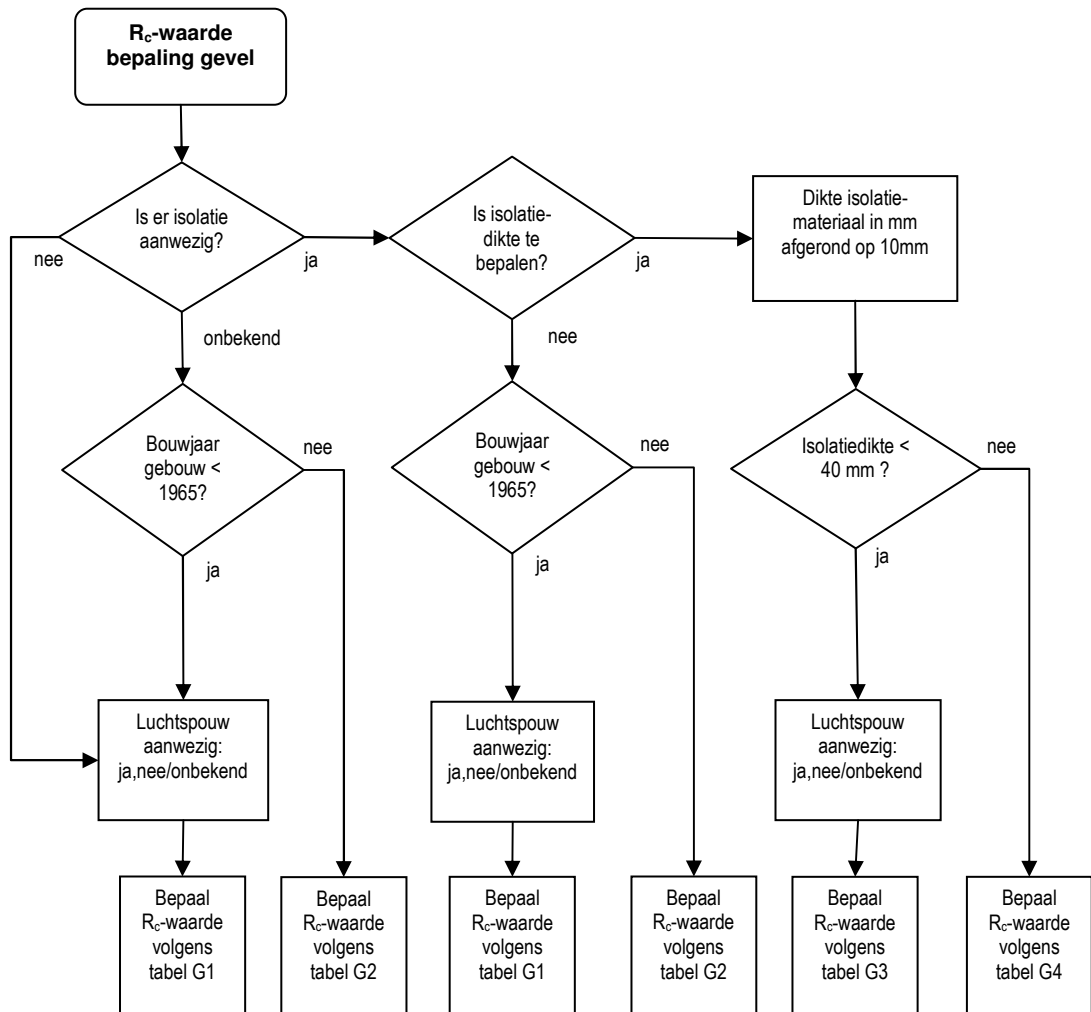 Rc-waarde
bepaling gevel
Is er isolatie
aanwezig?
nee
ja
onbekend
Is isolatie-
dikte te
bepalen?
ja
nee
Dikte isolatie-
materiaal in mm
afgerond op 10mm
Bouwjaar
gebouw <
1965?
nee
ja
Bouwjaar
gebouw <
1965?
nee
ja
Isolatiedikte <
40 mm ?
nee
ja
Luchtspouw
aanwezig:
ja,nee/onbekend
Luchtspouw
aanwezig:
ja,nee/onbekend
Luchtspouw
aanwezig:
ja,nee/onbekend
Bepaal
Rc-waarde
volgens
tabel G1
Bepaal
Rc-waarde
volgens
tabel G2
Bepaal
Rc-waarde
volgens
tabel G1
Bepaal
Rc-waarde
volgens
tabel G2
Bepaal
Rc-waarde
volgens
tabel G3
Bepaal
Rc-waarde
volgens
tabel G4